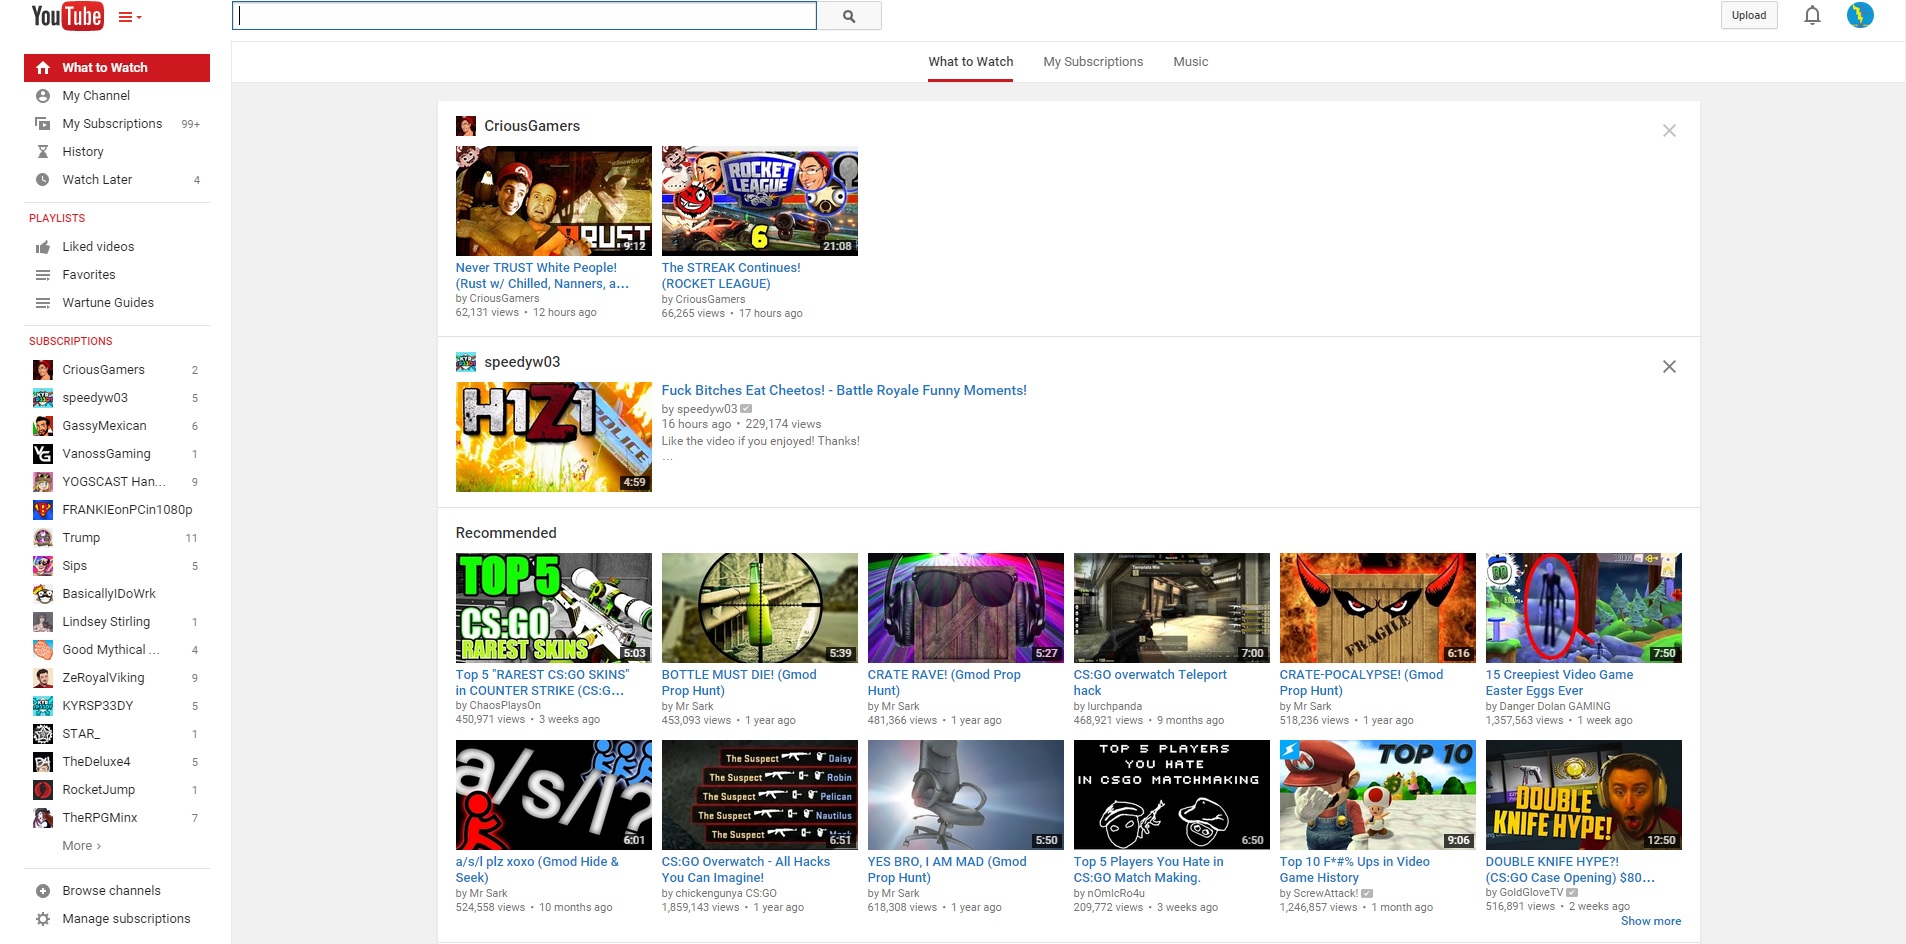 YouTube
Upload
What to Watch
My Channel
My Subscriptions 99+
History
Watch Later 4
PLAYLISTS
Liked videos
Favorites
Wartune Guides
SUBSCRIPTIONS
CriousGamers 2
speedyw03 5
GassyMexican 6
VanossGaming 1
YOGSCAST Han... 9
FRANKIEonPCin1080p
Trump 11
Sips 5
BasicallyIDoWrk
Lindsey Stirling 1
Good Mythical ... 4
ZeRoyalViking 9
KYRSP33DY 5
STAR_ 1
TheDeluxe4 5
RocketJump 1
TheRPGMinx 7
More ›
Browse channels
Manage subscriptions
What to Watch My Subscriptions Music
CriousGamers
RUST
9:12
ROCKET
LEAGUE
6
21:08
Never TRUST White People!
(Rust w/ Chilled, Nanners, a...
by CriousGamers
62,131 views • 12 hours ago
The STREAK Continues!
(ROCKET LEAGUE)
by CriousGamers
66,265 views • 17 hours ago
speedyw03
H1Z1
POLICE
4:59
Fuck Bitches Eat Cheetos! - Battle Royale Funny Moments!
by speedyw03
16 hours ago • 229,174 views
Like the video if you enjoyed! Thanks!
...
Recommended
TOP 5
CS:GO
RAREST SKINS
5:03
5:39
5:27
Terrorists Win
7:00
FRAGILE
6:16
7:50
Top 5 "RAREST CS:GO SKINS"
in COUNTER STRIKE (CS:G...
by ChaosPlaysOn
450,971 views • 3 weeks ago
BOTTLE MUST DIE! (Gmod
Prop Hunt)
by Mr Sark
453,093 views • 1 year ago
CRATE RAVE! (Gmod Prop
Hunt)
by Mr Sark
481,366 views • 1 year ago
CS:GO overwatch Teleport
hack
by lurchpanda
468,921 views • 9 months ago
CRATE-POCALYPSE! (Gmod
Prop Hunt)
by Mr Sark
518,236 views • 1 year ago
15 Creepiest Video Game
Easter Eggs Ever
by Danger Dolan GAMING
1,357,563 views • 1 week ago
a/s/l?
6:01
The Suspect Daisy
The Suspect Robin
The Suspect Pelican
The Suspect Nautilus
The Suspect
6:51
5:50
TOP 5 PLAYERS
YOU HATE
IN CSGO MATCHMAKING
6:50
TOP 10
9:06
DOUBLE
KNIFE HYPE!
12:50
a/s/l plz xoxo (Gmod Hide &
Seek)
by Mr Sark
524,558 views • 10 months ago
CS:GO Overwatch - All Hacks
You Can Imagine!
by chickengunya CS:GO
1,859,143 views • 1 year ago
YES BRO, I AM MAD (Gmod
Prop Hunt)
by Mr Sark
618,308 views • 1 year ago
Top 5 Players You Hate in
CS:GO Match Making.
by nOmIcRo4u
209,772 views • 3 weeks ago
Top 10 F*#% Ups in Video
Game History
by ScrewAttack!
1,246,857 views • 1 month ago
DOUBLE KNIFE HYPE?!
(CS:GO Case Opening) $80...
by GoldGloveTV
516,891 views • 2 weeks ago
Show more